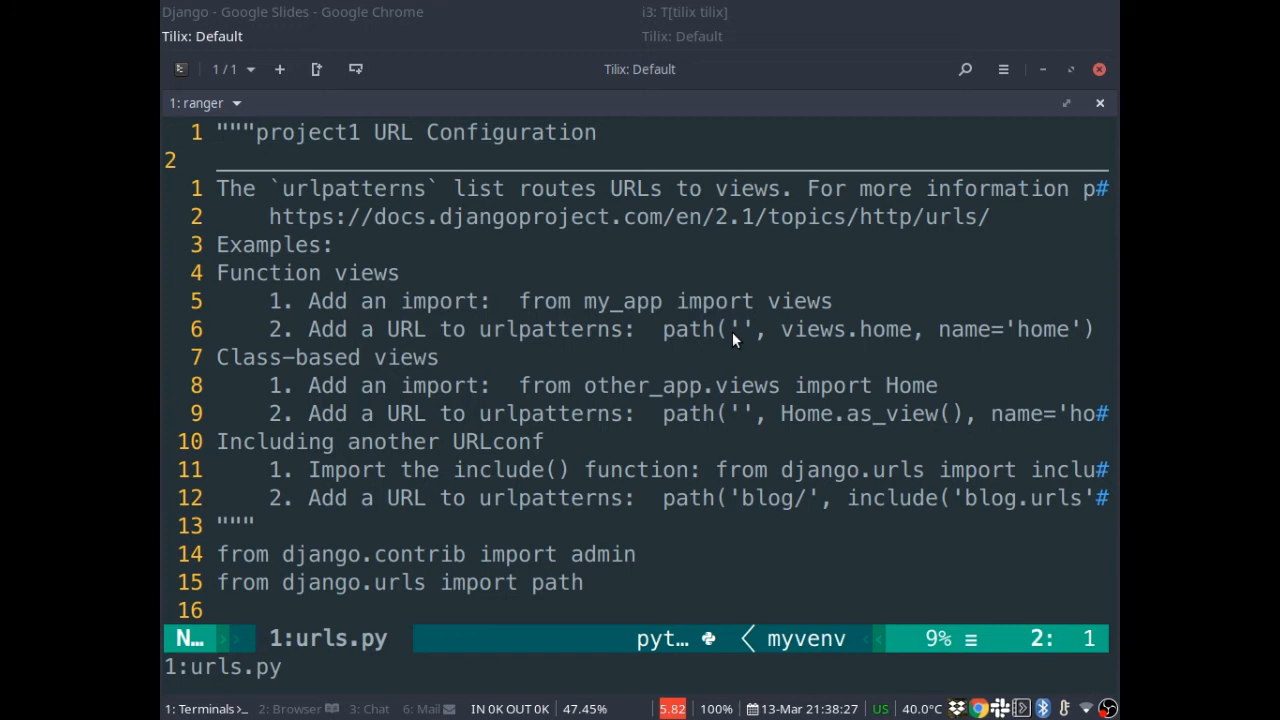 Django - Google Slides - Google Chrome
i3: T[tilix tilix]
Tilix: Default
Tilix: Default
1 / 1
Tilix: Default
1: ranger
1 """project1 URL Configuration
2
1 The `urlpatterns` list routes URLs to views. For more information p#
2 https://docs.djangoproject.com/en/2.1/topics/http/urls/
3 Examples:
4 Function views
5 1. Add an import:  from my_app import views
6 2. Add a URL to urlpatterns:  path('', views.home, name='home')
7 Class-based views
8 1. Add an import:  from other_app.views import Home
9 2. Add a URL to urlpatterns:  path('', Home.as_view(), name='ho#
10 Including another URLconf
11 1. Import the include() function: from django.urls import inclu#
12 2. Add a URL to urlpatterns:  path('blog/', include('blog.urls'#
13 """
14 from django.contrib import admin
15 from django.urls import path
16
N… 1:urls.py pyt… myvenv 9% 2: 1
1:urls.py
1: Terminals 2: Browser 3: Chat 6: Mail IN 0K OUT 0K 47.45% 5.82 100% 13-Mar 21:38:27 US 40.0°C